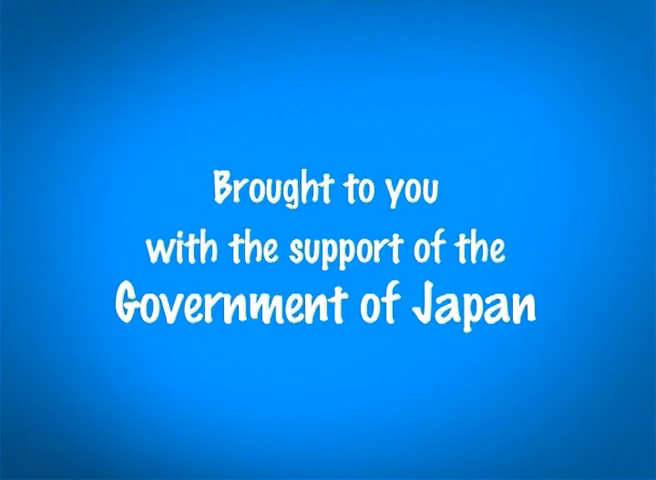 Brought to you
with the support of the
Government of Japan